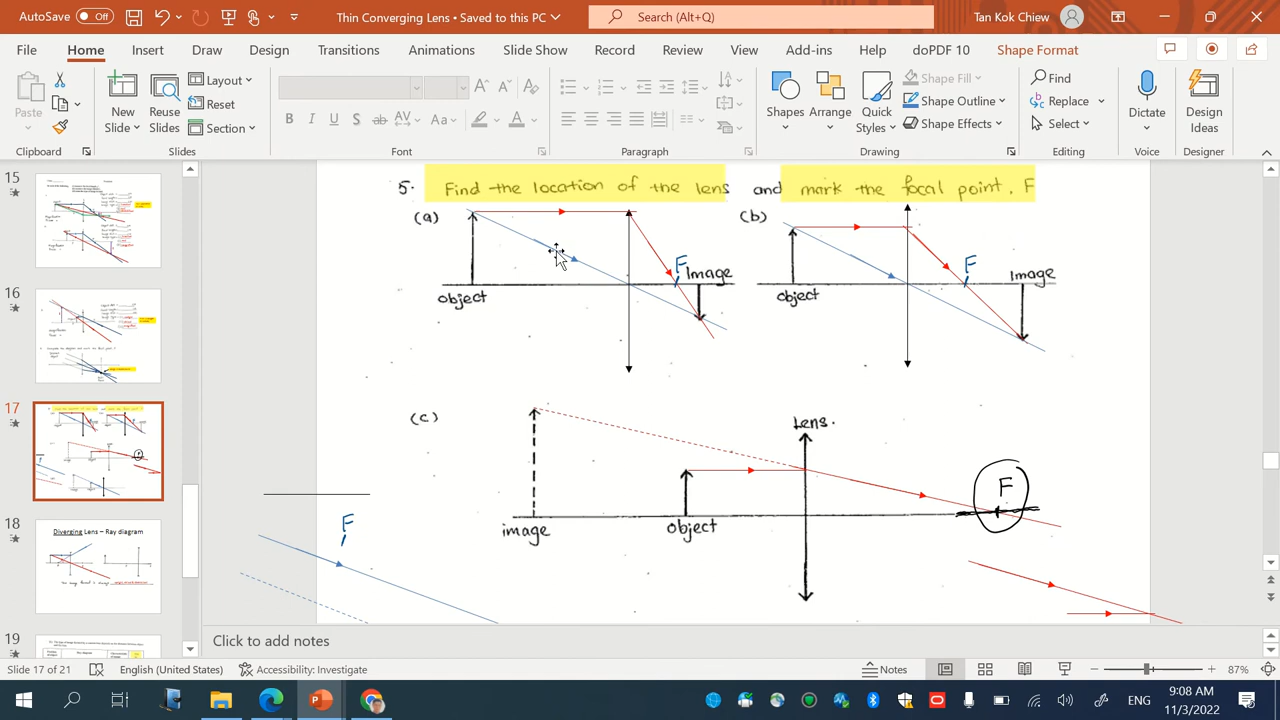 AutoSave
Off
Thin Converging Lens • Saved to this PC
Search (Alt+Q)
Tan Kok Chiew
File
Home
Insert
Draw
Design
Transitions
Animations
Slide Show
Record
Review
View
Add-ins
Help
doPDF 10
Shape Format
Paste
Clipboard
New
Slide
Reuse
Slides
Layout
Reset
Section
Slides
Font
Paragraph
Shapes
Arrange
Quick
Styles
Shape Fill
Shape Outline
Shape Effects
Drawing
Find
Replace
Select
Editing
Dictate
Voice
Design
Ideas
Designer
15
16
17
18
Diverging Lens – Ray diagram
19
5. Find the location of the lens and mark the focal point, F
(a)
F
Image
object
(b)
F
Image
object
(c)
Lens.
F
image
object
F
Click to add notes
Slide 17 of 21
English (United States)
Accessibility: Investigate
Notes
87%
ENG
9:08 AM
11/3/2022